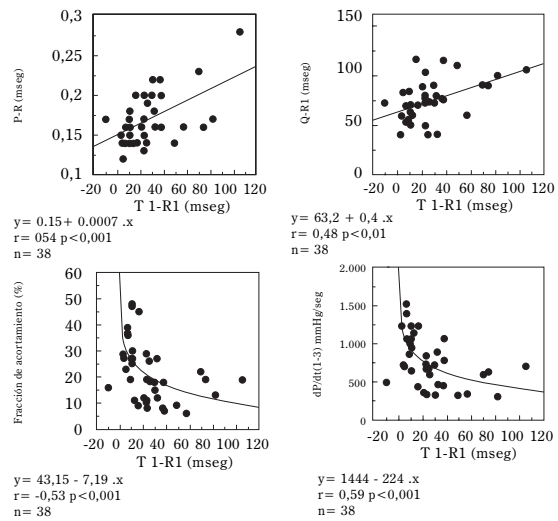 0,3
0,25
0,2
0,15
0,1
P-R (mseg)
-20 0 20 40 60 80 100 120
T 1-R1 (mseg)
y= 0.15+ 0.0007 .x
r= 054 p<0,001
n= 38
150
100
75
50
0
Q-R1 (mseg)
-20 0 20 40 60 80 100 120
T 1-R1 (mseg)
y= 63,2 + 0,4 .x
r= 0,48 p<0,01
n= 38
60
50
40
30
20
10
0
Fracción de acortamiento (%)
-20 0 20 40 60 80 100 120
T 1-R1 (mseg)
y= 43,15 - 7,19 .x
r= -0,53 p<0,001
n= 38
2.000
1.500
1.000
500
0
dP/dt(1-3) mmHg/seg
-20 0 20 40 60 80 100 120
T 1-R1 (mseg)
y= 1444 - 224 .x
r= 0,59 p<0,001
n= 38